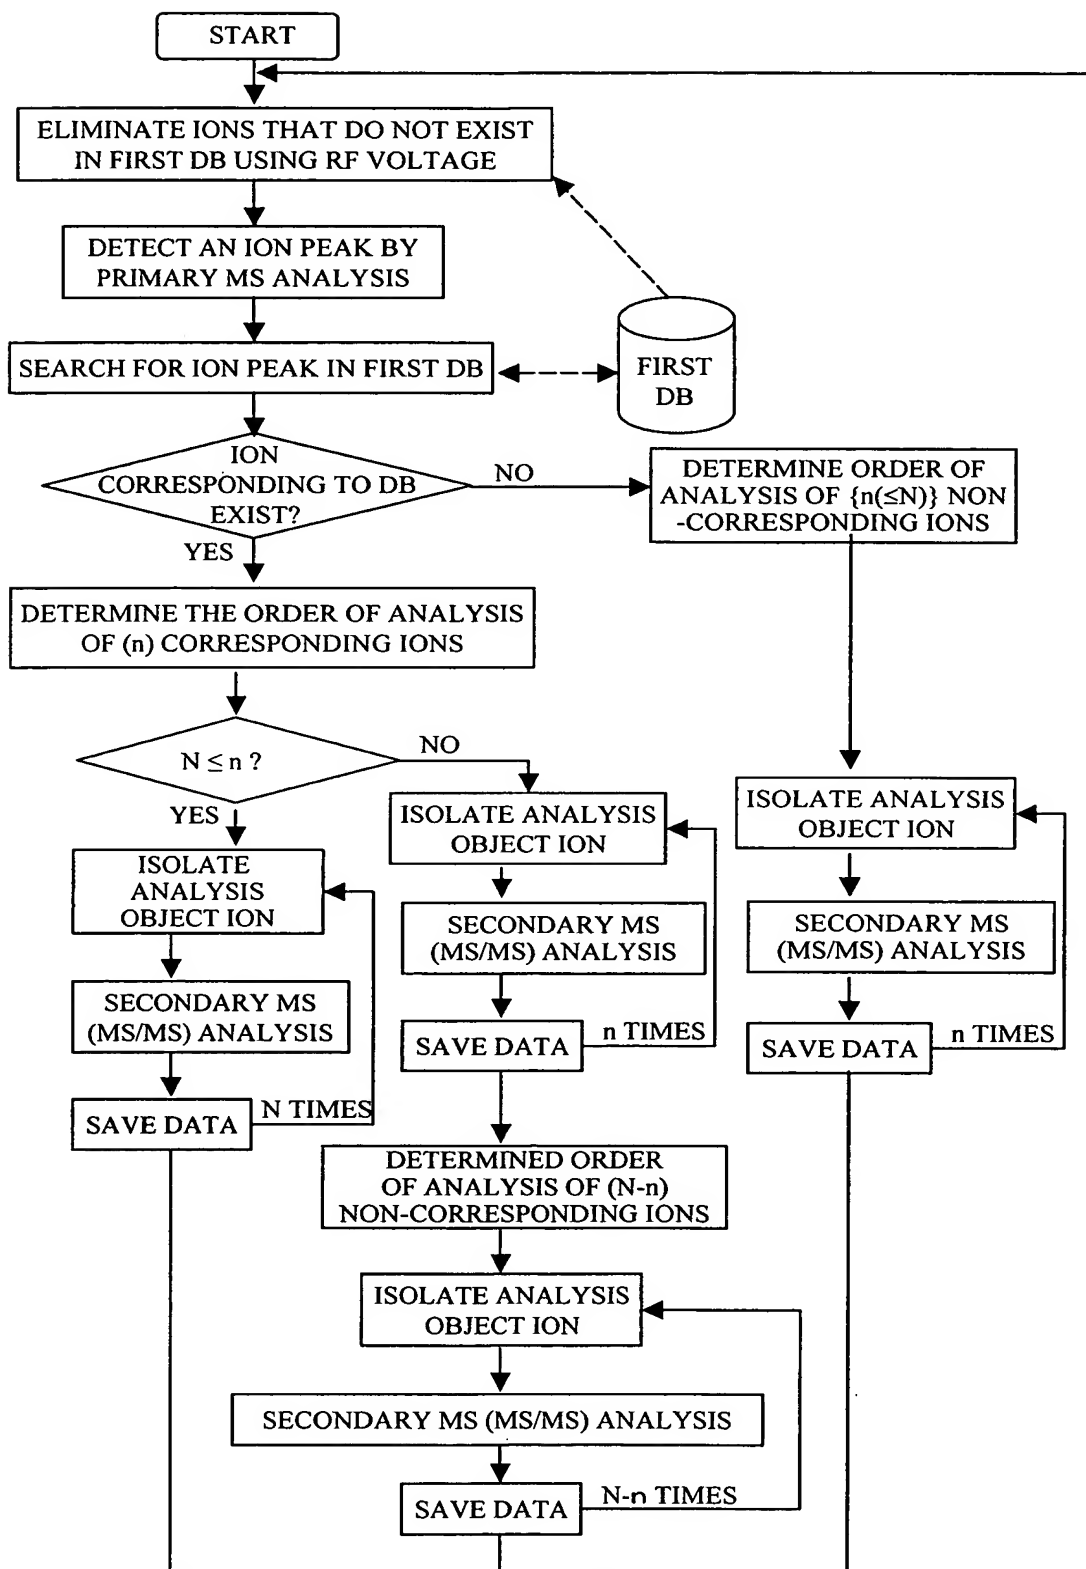 START
ELIMINATE IONS THAT DO NOT EXIST
IN FIRST DB USING RF VOLTAGE
DETECT AN ION PEAK BY
PRIMARY MS ANALYSIS
SEARCH FOR ION PEAK IN FIRST DB
FIRST
DB
ION
CORRESPONDING TO DB
EXIST?
NO
DETERMINE ORDER OF
ANALYSIS OF {n(≤N)} NON
-CORRESPONDING IONS
YES
DETERMINE THE ORDER OF ANALYSIS
OF (n) CORRESPONDING IONS
N ≤ n ?
NO
YES
ISOLATE
ANALYSIS
OBJECT ION
SECONDARY MS
(MS/MS) ANALYSIS
SAVE DATA
N TIMES
ISOLATE ANALYSIS
OBJECT ION
SECONDARY MS
(MS/MS) ANALYSIS
SAVE DATA
n TIMES
DETERMINED ORDER
OF ANALYSIS OF (N-n)
NON-CORRESPONDING IONS
ISOLATE ANALYSIS
OBJECT ION
SECONDARY MS (MS/MS) ANALYSIS
SAVE DATA
N-n TIMES
ISOLATE ANALYSIS
OBJECT ION
SECONDARY MS
(MS/MS) ANALYSIS
SAVE DATA
n TIMES